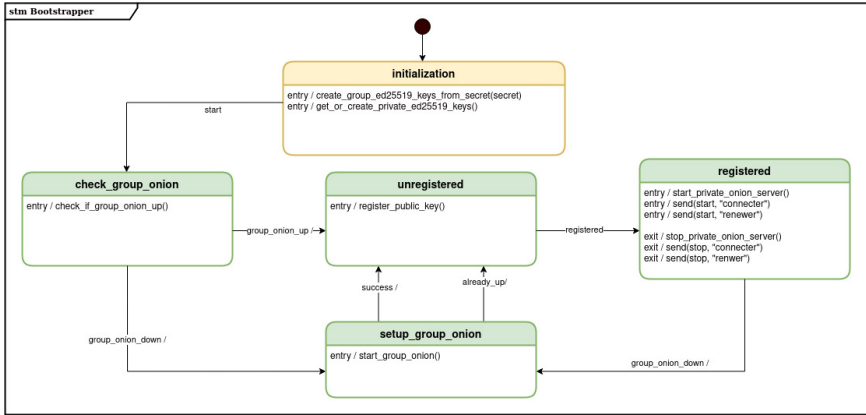 stm Bootstrapper
initialization
entry / create_group_ed25519_keys_from_secret(secret)
entry / get_or_create_private_ed25519_keys()
start
check_group_onion
entry / check_if_group_onion_up()
group_onion_up /
unregistered
entry / register_public_key()
registered
registered
entry / start_private_onion_server()
entry / send(start, "connecter")
entry / send(start, "renewer")
exit / stop_private_onion_server()
exit / send(stop, "connecter")
exit / send(stop, "renwer")
success /
already_up/
group_onion_down /
setup_group_onion
entry / start_group_onion()
group_onion_down /